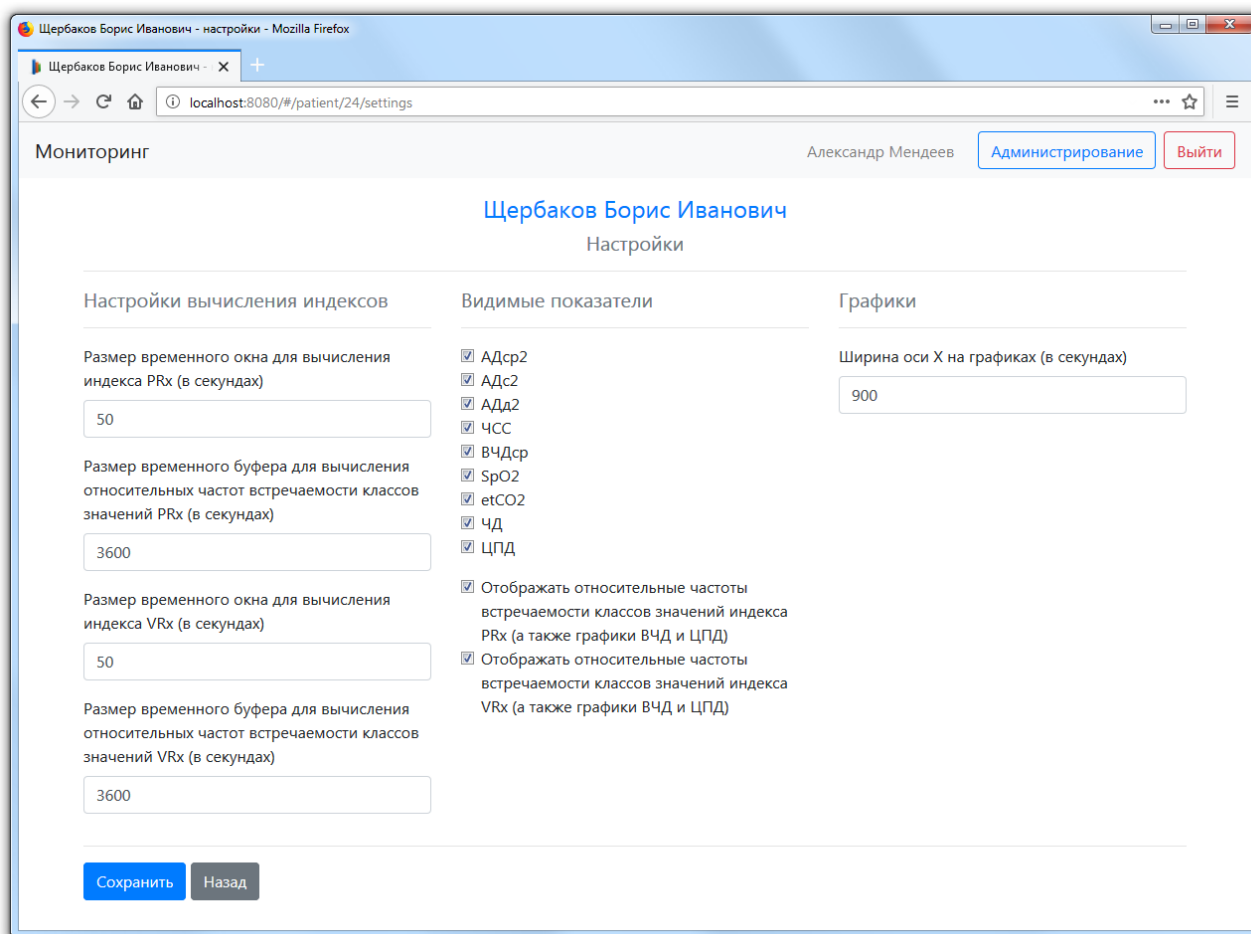 Щербаков Борис Иванович - настройки - Mozilla Firefox
Щербаков Борис Иванович -
localhost:8080/#/patient/24/settings
Мониторинг
Александр Мендеев
Администрирование
Выйти
Щербаков Борис Иванович
Настройки
Настройки вычисления индексов
Размер временного окна для вычисления
индекса PRx (в секундах)
50
Размер временного буфера для вычисления
относительных частот встречаемости классов
значений PRx (в секундах)
3600
Размер временного окна для вычисления
индекса VRx (в секундах)
50
Размер временного буфера для вычисления
относительных частот встречаемости классов
значений VRx (в секундах)
3600
Видимые показатели
АДср2
АДс2
АДд2
ЧСС
ВЧДср
SpO2
etCO2
ЧД
ЦПД
Отображать относительные частоты
встречаемости классов значений индекса
PRx (а также графики ВЧД и ЦПД)
Отображать относительные частоты
встречаемости классов значений индекса
VRx (а также графики ВЧД и ЦПД)
Графики
Ширина оси X на графиках (в секундах)
900
Сохранить
Назад